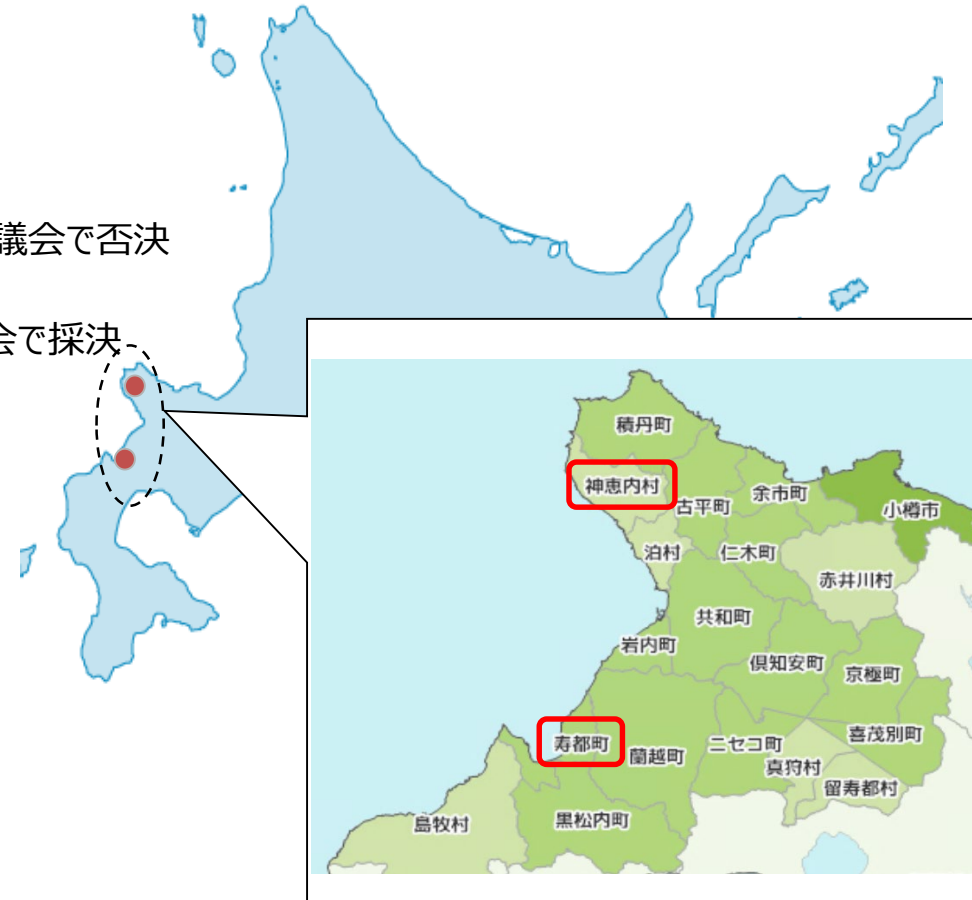 議会で否決
会で採決
積丹町
神恵内村
古平町
余市町
小樽市
泊村
仁木町
赤井川村
共和町
岩内町
倶知安町
京極町
寿都町
蘭越町
ニセコ町
喜茂別町
真狩村
留寿都村
島牧村
黒松内町